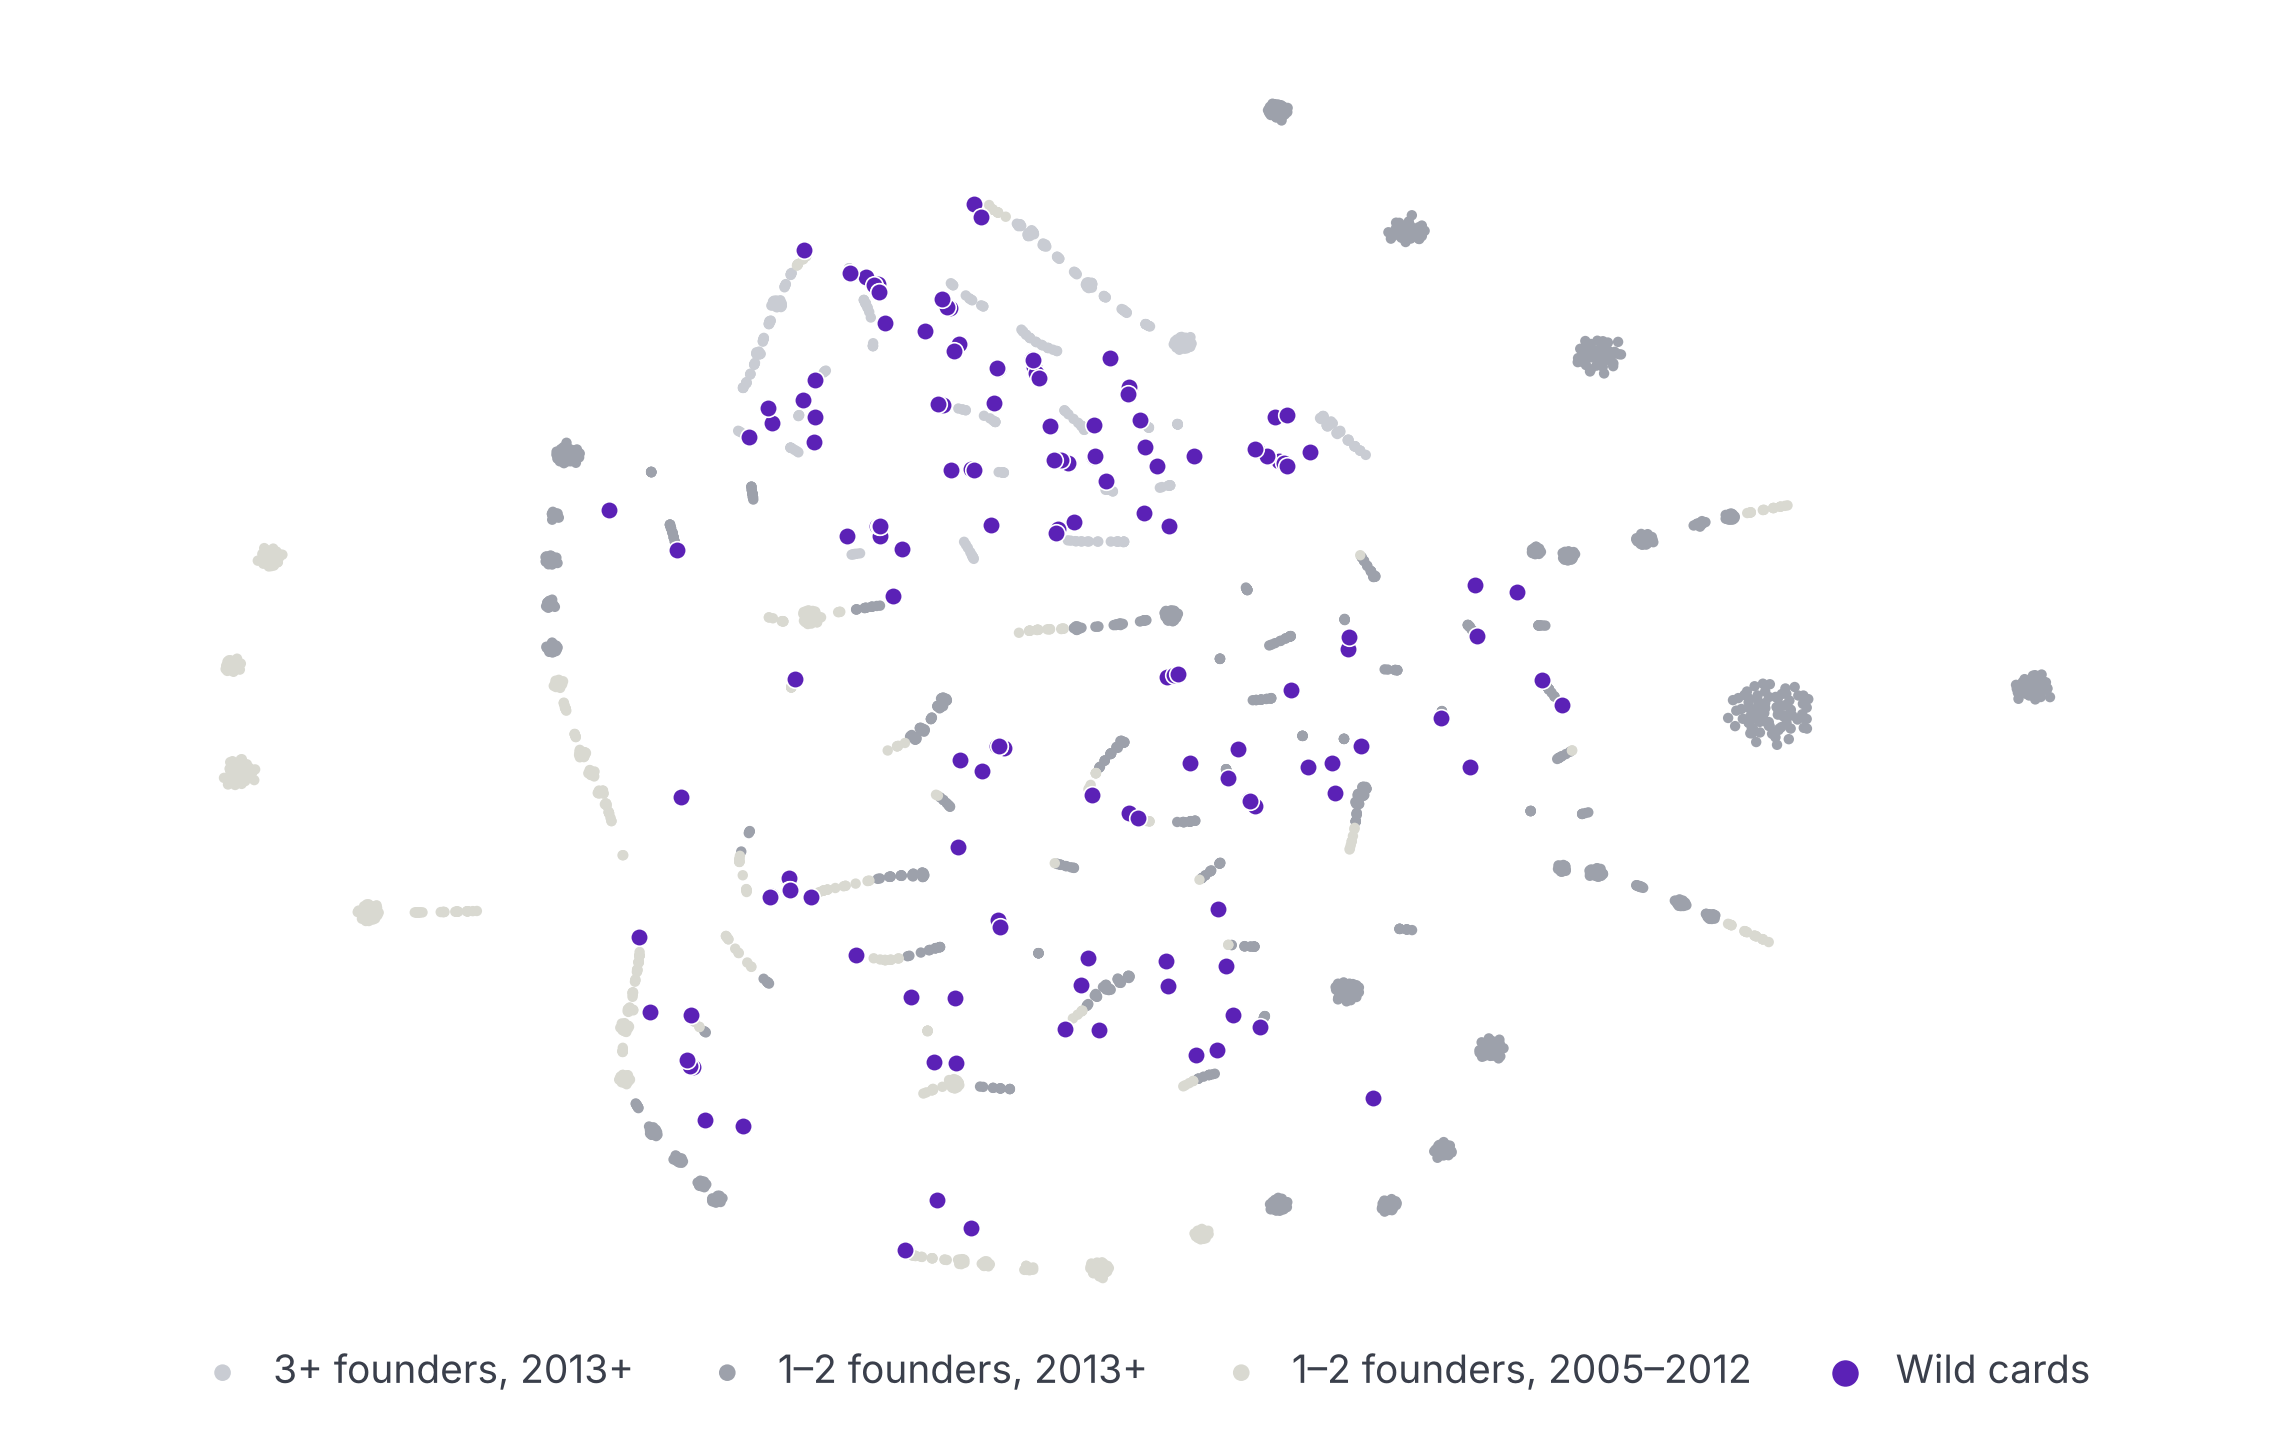 3+ founders, 2013+
1–2 founders, 2013+
1–2 founders, 2005–2012
Wild cards